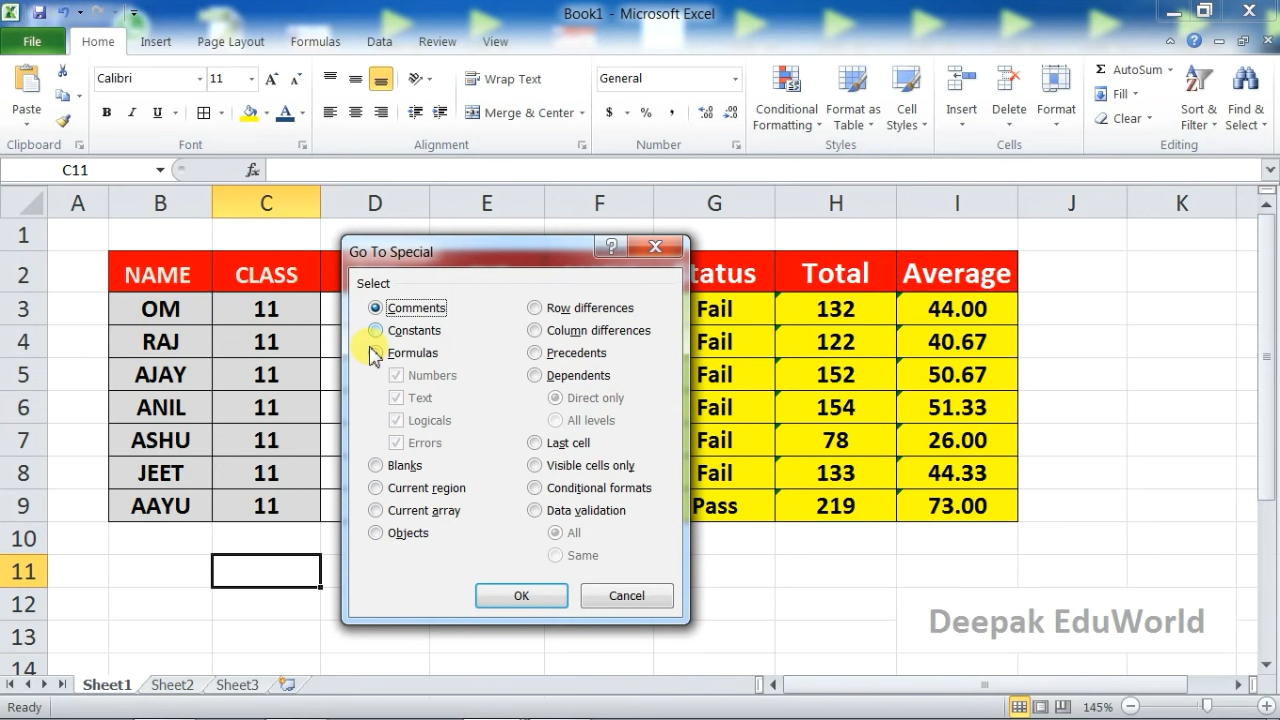 Book1 - Microsoft Excel
File Home Insert Page Layout Formulas Data Review View
Paste
Calibri 11
B I U
Wrap Text
Merge & Center
General
$ % ,
Conditional Formatting
Format as Table
Cell Styles
Insert
Delete
Format
AutoSum
Fill
Clear
Sort & Filter
Find & Select
Clipboard Font Alignment Number Styles Cells Editing
C11 fx
A B C D E F G H I J K
1
2 NAME CLASS tatus Total Average
3 OM 11 Fail 132 44.00
4 RAJ 11 Fail 122 40.67
5 AJAY 11 Fail 152 50.67
6 ANIL 11 Fail 154 51.33
7 ASHU 11 Fail 78 26.00
8 JEET 11 Fail 133 44.33
9 AAYU 11 Pass 219 73.00
10
11
12
13
14
Go To Special
Select
Comments
Constants
Formulas
Numbers
Text
Logicals
Errors
Blanks
Current region
Current array
Objects
Row differences
Column differences
Precedents
Dependents
Direct only
All levels
Last cell
Visible cells only
Conditional formats
Data validation
All
Same
OK Cancel
Deepak EduWorld
Sheet1 Sheet2 Sheet3
Ready 145%